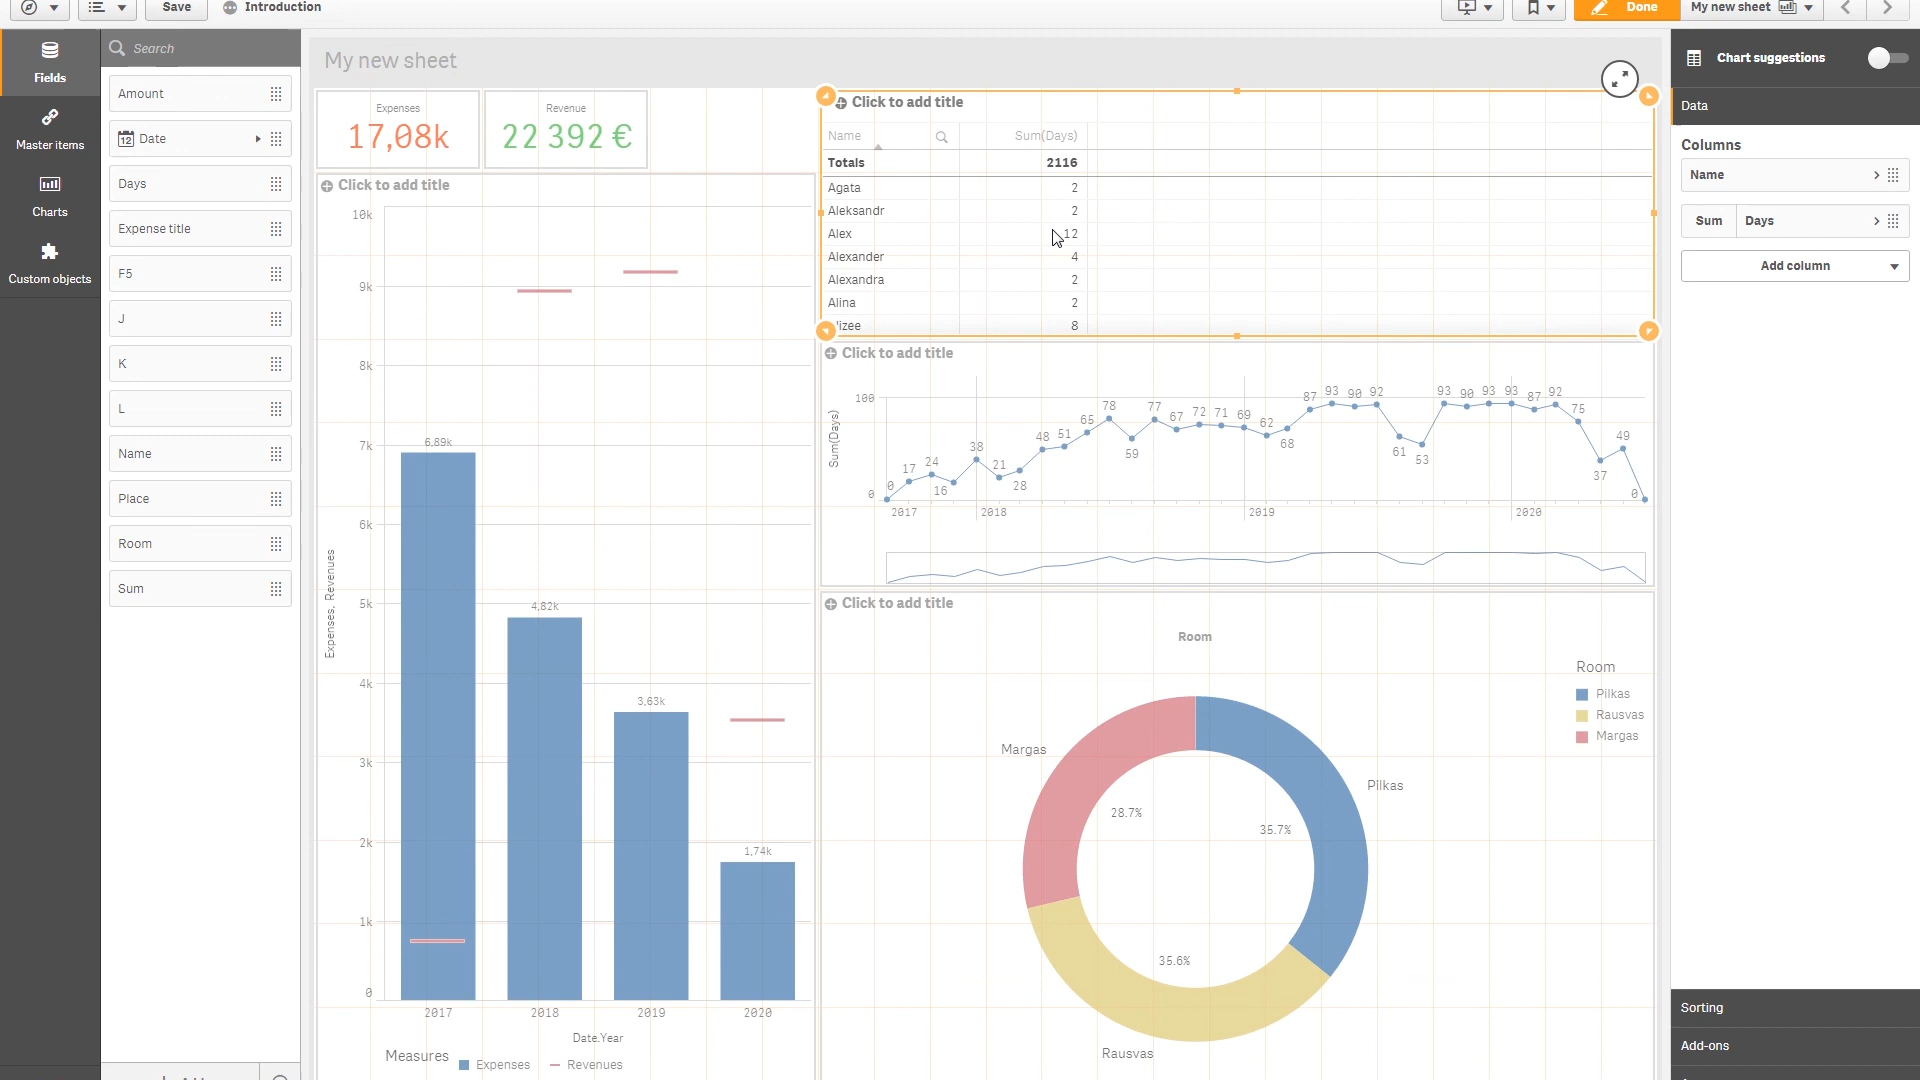 Save
Introduction
Done
My new sheet
Fields
Master items
Charts
Custom objects
Search
Amount
12
Date
Days
Expense title
F5
J
K
L
Name
Place
Room
Sum
My new sheet
Expenses
17,08k
Revenue
22 392 €
Click to add title
10k
9k
8k
7k
6k
5k
4k
3k
2k
1k
0
Expenses, Revenues
6,89k
4,82k
3,63k
1,74k
2017
2018
2019
2020
Date.Year
Measures
Expenses
Revenues
Click to add title
Name
Sum(Days)
Totals
2116
Agata
2
Aleksandr
2
Alex
12
Alexander
4
Alexandra
2
Alina
2
lizee
8
Click to add title
Sum(Days)
100
0
0
17
24
16
38
21
28
48
51
65
78
59
77
67
72
71
69
62
68
87
93
90
92
61
53
93
90
93
93
87
92
75
37
49
0
2017
2018
2019
2020
Click to add title
Room
Margas
Pilkas
28.7%
35.7%
35.6%
Rausvas
Room
Pilkas
Rausvas
Margas
Chart suggestions
Data
Columns
Name
Sum
Days
Add column
Sorting
Add-ons